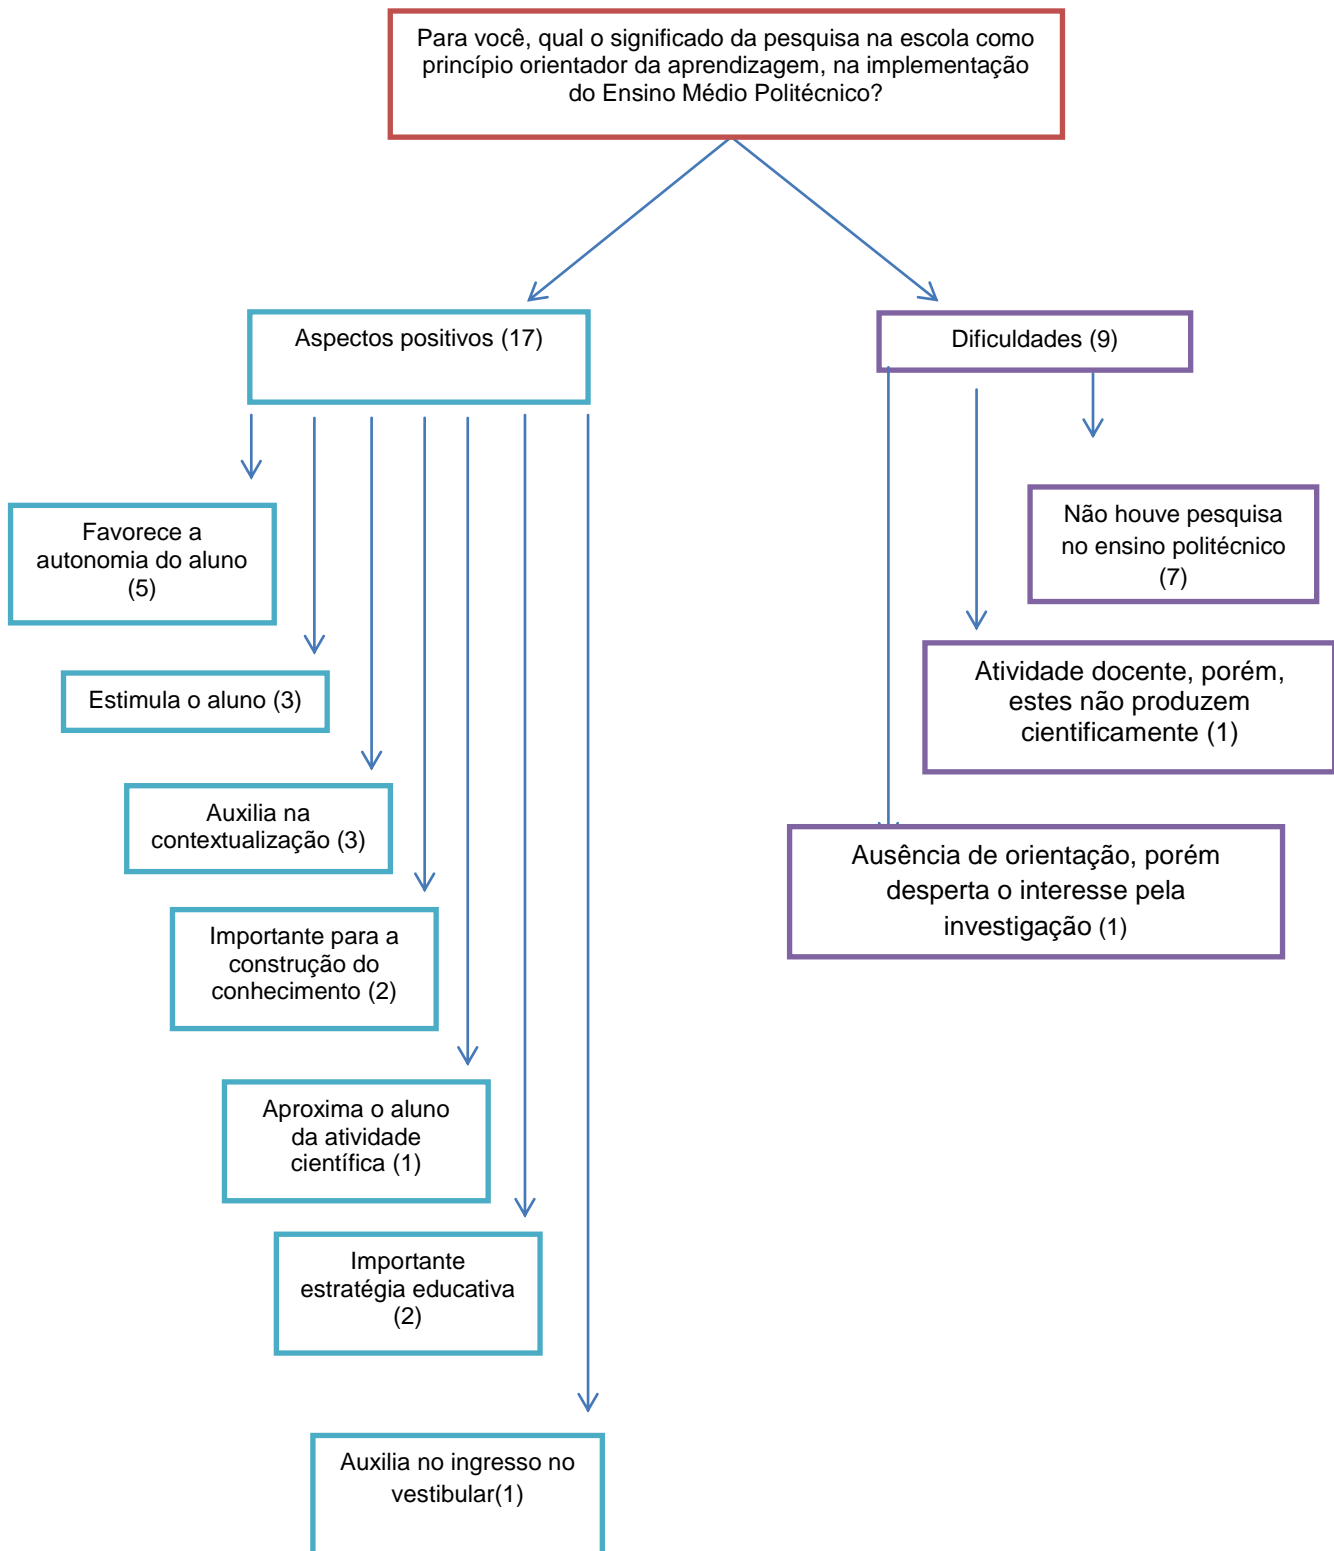 Para você, qual o significado da pesquisa na escola como
princípio orientador da aprendizagem, na implementação
do Ensino Médio Politécnico?
Aspectos positivos (17)
Dificuldades (9)
Favorece a
autonomia do aluno
(5)
Estimula o aluno (3)
Auxilia na
contextualização (3)
Importante para a
construção do
conhecimento (2)
Aproxima o aluno
da atividade
científica (1)
Importante
estratégia educativa
(2)
Auxilia no ingresso no
vestibular(1)
Não houve pesquisa
no ensino politécnico
(7)
Atividade docente, porém,
estes não produzem
cientificamente (1)
Ausência de orientação, porém
desperta o interesse pela
investigação (1)